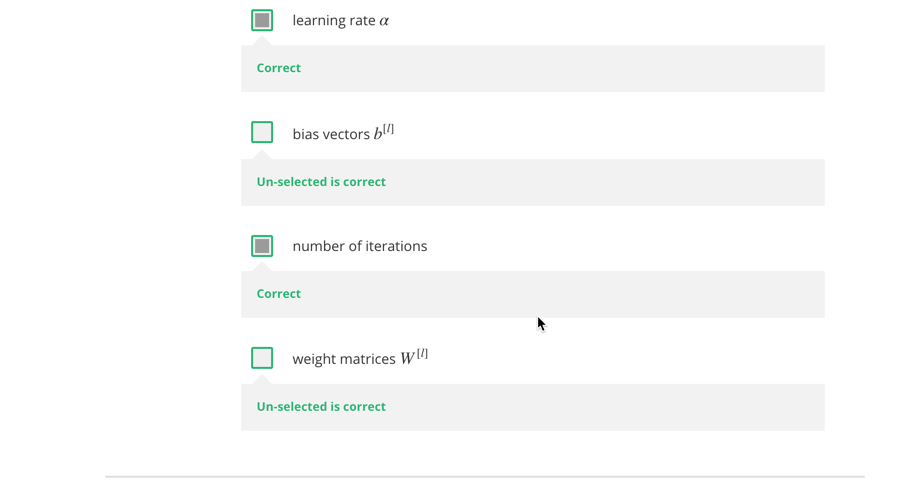 learning rate α
Correct
bias vectors b^[l]
Un-selected is correct
number of iterations
Correct
weight matrices W^[l]
Un-selected is correct